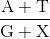 A + T
G + X